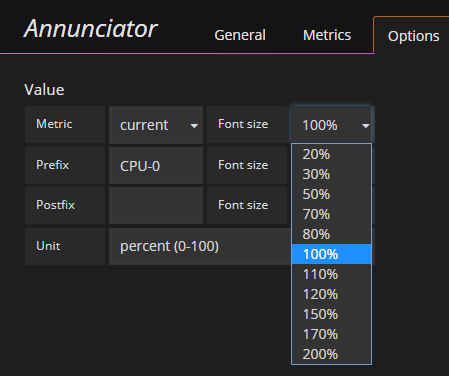 Annunciator General Metrics Options
Value
Metric current Font size 100%
Prefix CPU-0 Font size
Postfix Font size
Unit percent (0-100)
20%
30%
50%
70%
80%
100%
110%
120%
150%
170%
200%